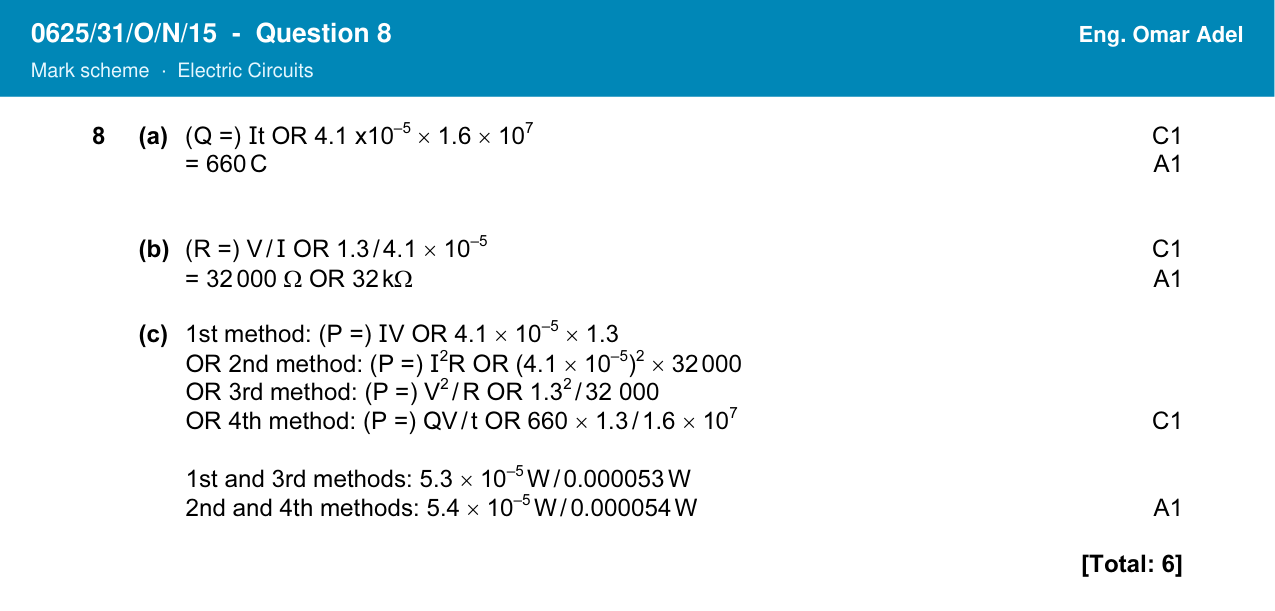 0625/31/O/N/15 - Question 8
Eng. Omar Adel
Mark scheme · Electric Circuits
8 (a) (Q =) It OR 4.1 x10⁻⁵ × 1.6 × 10⁷ C1
= 660 C A1
(b) (R =) V / I OR 1.3 / 4.1 × 10⁻⁵ C1
= 32 000 Ω OR 32 kΩ A1
(c) 1st method: (P =) IV OR 4.1 × 10⁻⁵ × 1.3
OR 2nd method: (P =) I²R OR (4.1 × 10⁻⁵)² × 32 000
OR 3rd method: (P =) V² / R OR 1.3² / 32 000
OR 4th method: (P =) QV / t OR 660 × 1.3 / 1.6 × 10⁷ C1
1st and 3rd methods: 5.3 × 10⁻⁵ W / 0.000053 W
2nd and 4th methods: 5.4 × 10⁻⁵ W / 0.000054 W A1
[Total: 6]